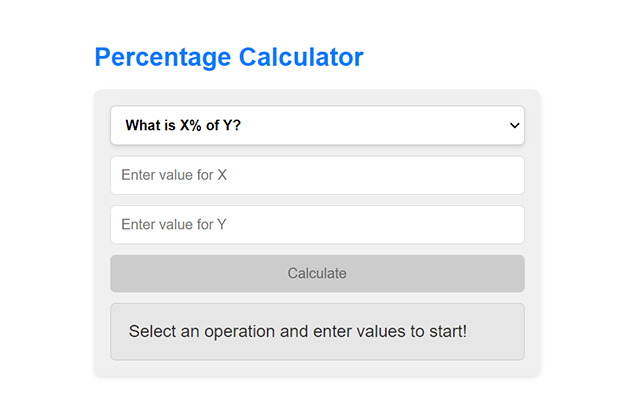 Percentage Calculator
What is X% of Y?
Enter value for X
Enter value for Y
Calculate
Select an operation and enter values to start!